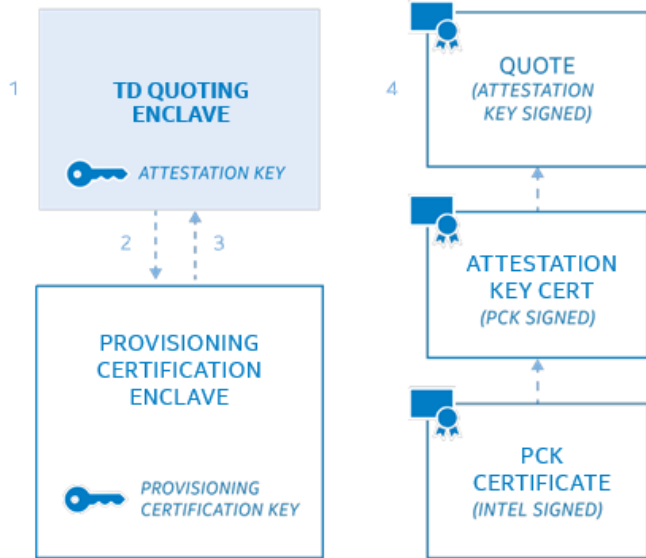 1
TD QUOTING
ENCLAVE
ATTESTATION KEY
2
3
PROVISIONING
CERTIFICATION
ENCLAVE
PROVISIONING
CERTIFICATION KEY
4
QUOTE
(ATTESTATION
KEY SIGNED)
ATTESTATION
KEY CERT
(PCK SIGNED)
PCK
CERTIFICATE
(INTEL SIGNED)